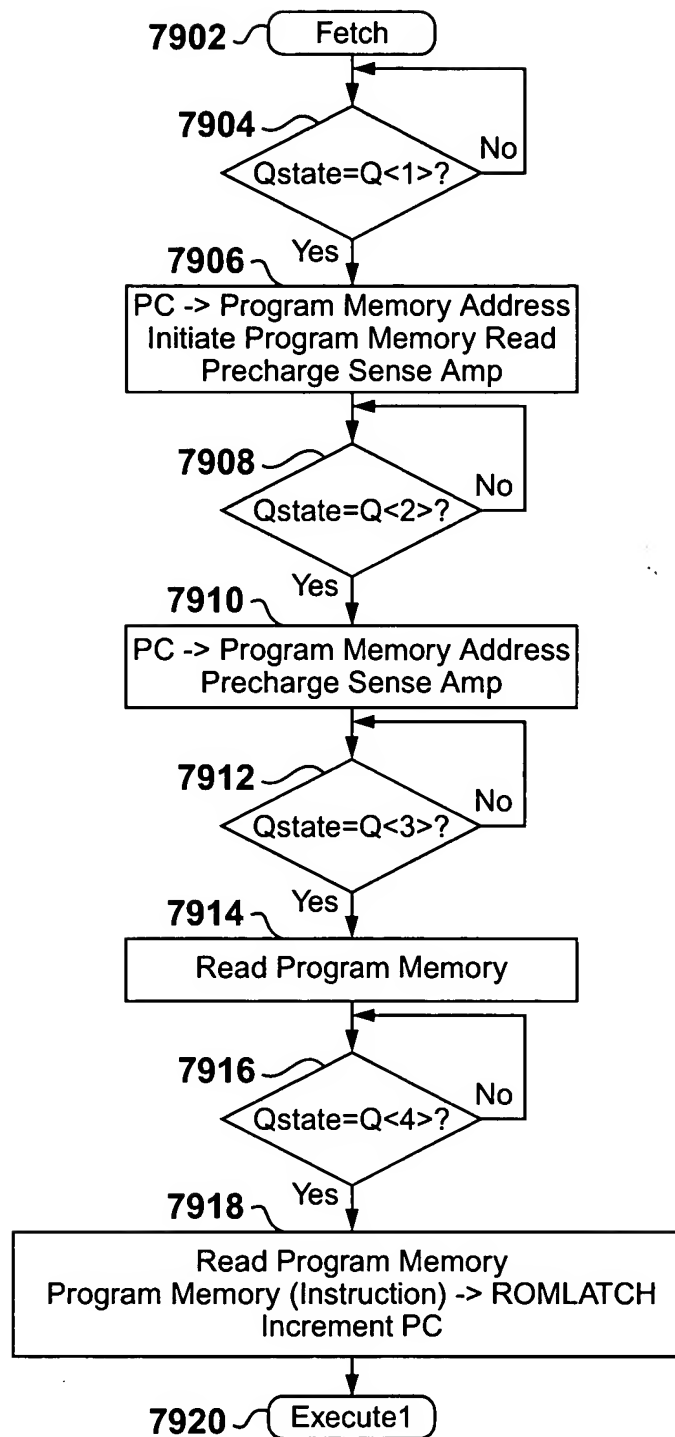 7902 Fetch
7904
Qstate=Q<1>? No
Yes
7906
PC -> Program Memory Address
Initiate Program Memory Read
Precharge Sense Amp
7908
Qstate=Q<2>? No
Yes
7910
PC -> Program Memory Address
Precharge Sense Amp
7912
Qstate=Q<3>? No
Yes
7914
Read Program Memory
7916
Qstate=Q<4>? No
Yes
7918
Read Program Memory
Program Memory (Instruction) -> ROMLATCH
Increment PC
7920 Execute1